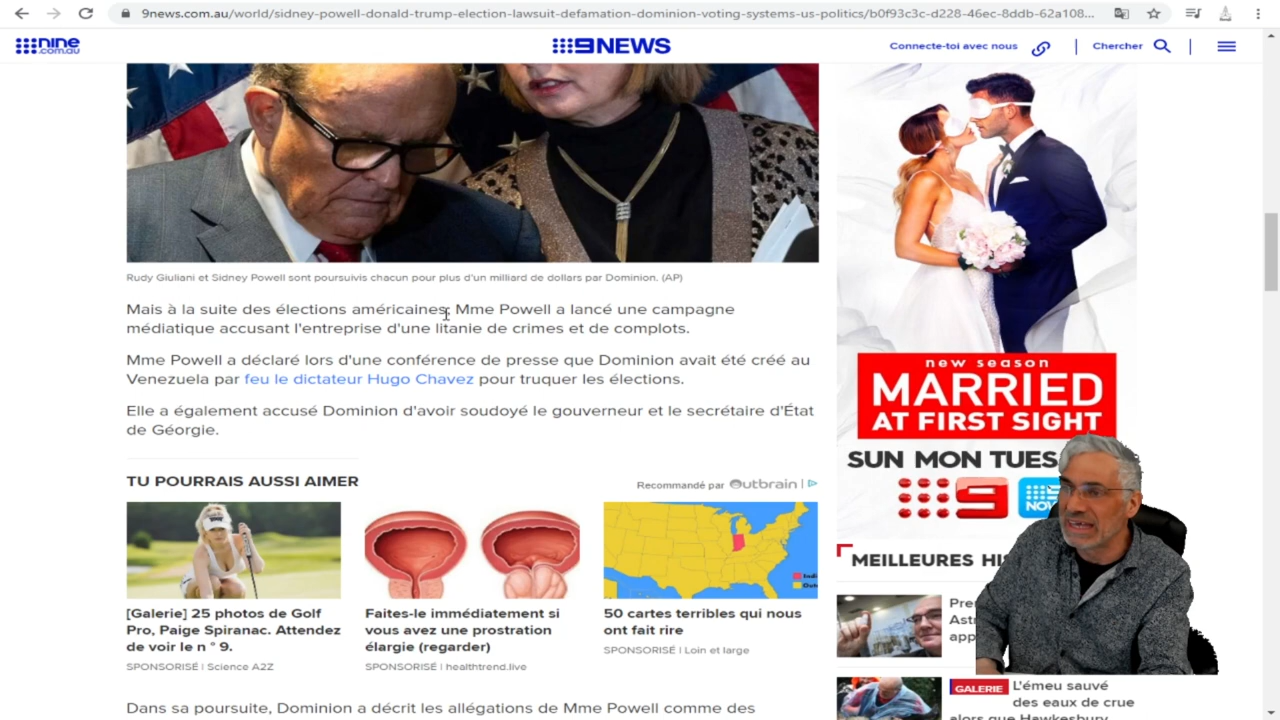 9news.com.au/world/sidney-powell-donald-trump-election-lawsuit-defamation-dominion-voting-systems-us-politics/b0f93c3c-d228-46ec-8ddb-62a108...
nine
.com.au
9NEWS
Connecte-toi avec nous
Chercher
Rudy Giuliani et Sidney Powell sont poursuivis chacun pour plus d'un milliard de dollars par Dominion. (AP)
Mais à la suite des élections américaines, Mme Powell a lancé une campagne
médiatique accusant l'entreprise d'une litanie de crimes et de complots.
Mme Powell a déclaré lors d'une conférence de presse que Dominion avait été créé au
Venezuela par feu le dictateur Hugo Chavez pour truquer les élections.
Elle a également accusé Dominion d'avoir soudoyé le gouverneur et le secrétaire d'État
de Géorgie.
TU POURRAIS AUSSI AIMER
Recommandé par Outbrain
[Galerie] 25 photos de Golf
Pro, Paige Spiranac. Attendez
de voir le n ° 9.
SPONSORISÉ | Science A2Z
Faites-le immédiatement si
vous avez une prostration
élargie (regarder)
SPONSORISÉ | healthtrend.live
50 cartes terribles qui nous
ont fait rire
SPONSORISÉ | Loin et large
Dans sa poursuite, Dominion a décrit les allégations de Mme Powell comme des
new season
MARRIED
AT FIRST SIGHT
SUN MON TUES
9
MEILLEURES
GALERIE L'émeu sauvé
des eaux de crue
alors que Hawkesbury